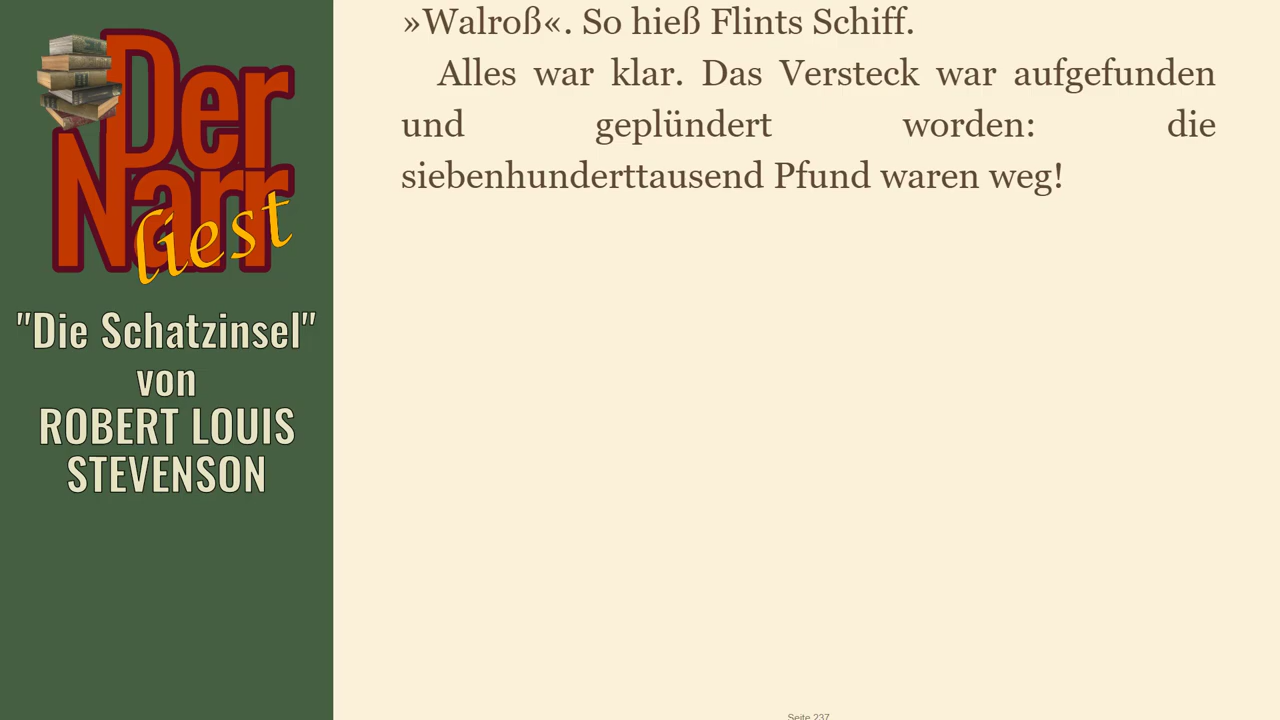 Der
Narr
liest
"Die Schatzinsel"
von
ROBERT LOUIS
STEVENSON
»Walroß«. So hieß Flints Schiff.
Alles war klar. Das Versteck war aufgefunden
und geplündert worden: die
siebenhunderttausend Pfund waren weg!
Seite 237